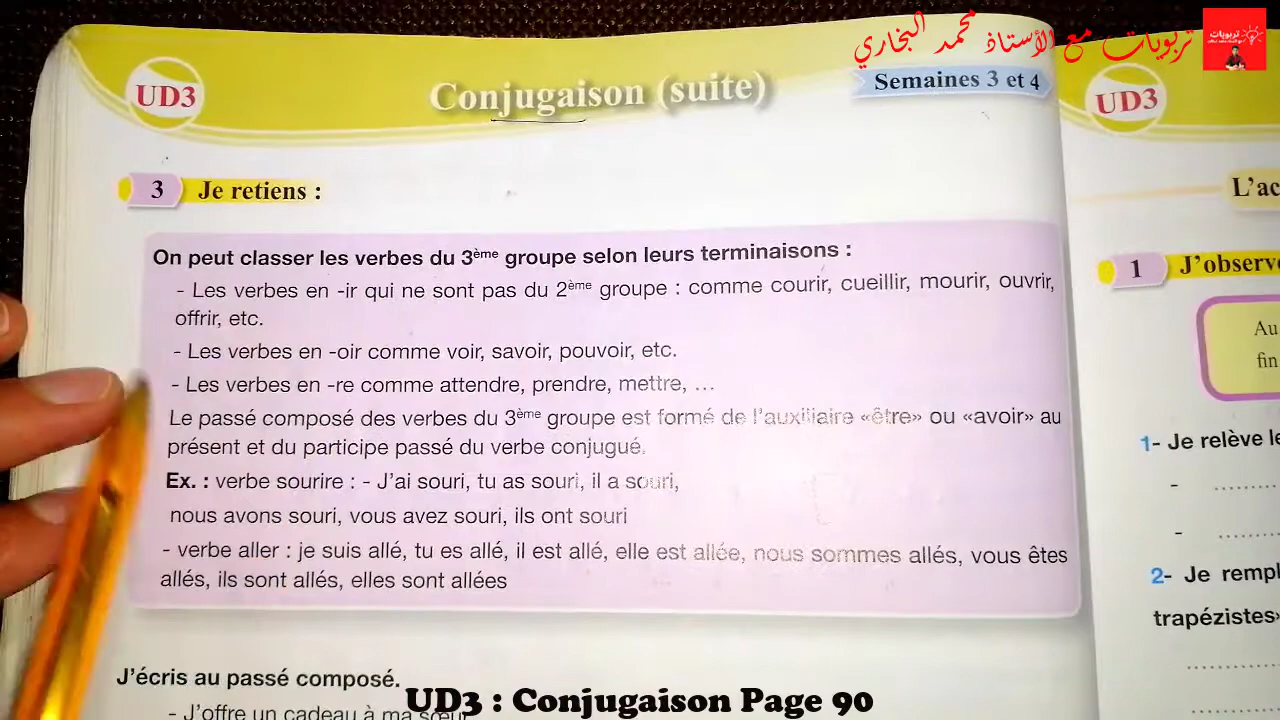 تربويات مع الأستاذ محمد البخاري
تربويات
UD3
Conjugaison (suite)
Semaines 3 et 4
3 Je retiens :
On peut classer les verbes du 3ème groupe selon leurs terminaisons :
- Les verbes en -ir qui ne sont pas du 2ème groupe : comme courir, cueillir, mourir, ouvrir,
offrir, etc.
- Les verbes en -oir comme voir, savoir, pouvoir, etc.
- Les verbes en -re comme attendre, prendre, mettre, ...
Le passé composé des verbes du 3ème groupe est formé de l'auxiliaire «être» ou «avoir» au
présent et du participe passé du verbe conjugué.
Ex. : verbe sourire : - J'ai souri, tu as souri, il a souri,
nous avons souri, vous avez souri, ils ont souri
- verbe aller : je suis allé, tu es allé, il est allé, elle est allée, nous sommes allés, vous êtes
allés, ils sont allés, elles sont allées
J'écris au passé composé.
- J'offre un cadeau à ma sœur
UD3
L'ac
1 J'observe
Au
fin
1- Je relève le
- ..........
- ..........
2- Je rempl
trapézistes»
..............
UD3 : Conjugaison Page 90